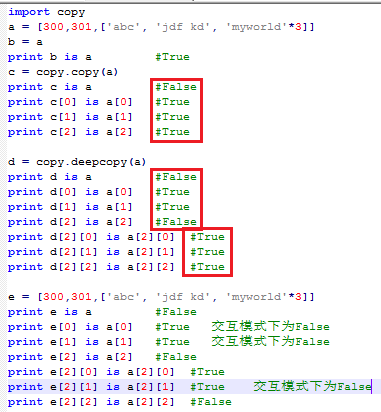 import copy
a = [300,301,['abc', 'jdf kd', 'myworld'*3]]
b = a
print b is a #True
c = copy.copy(a)
print c is a #False
print c[0] is a[0] #True
print c[1] is a[1] #True
print c[2] is a[2] #True
d = copy.deepcopy(a)
print d is a #False
print d[0] is a[0] #True
print d[1] is a[1] #True
print d[2] is a[2] #False
print d[2][0] is a[2][0] #True
print d[2][1] is a[2][1] #True
print d[2][2] is a[2][2] #True
e = [300,301,['abc', 'jdf kd', 'myworld'*3]]
print e is a #False
print e[0] is a[0] #True 交互模式下为False
print e[1] is a[1] #True 交互模式下为False
print e[2] is a[2] #False
print e[2][0] is a[2][0] #True
print e[2][1] is a[2][1] #True 交互模式下为False
print e[2][2] is a[2][2] #False